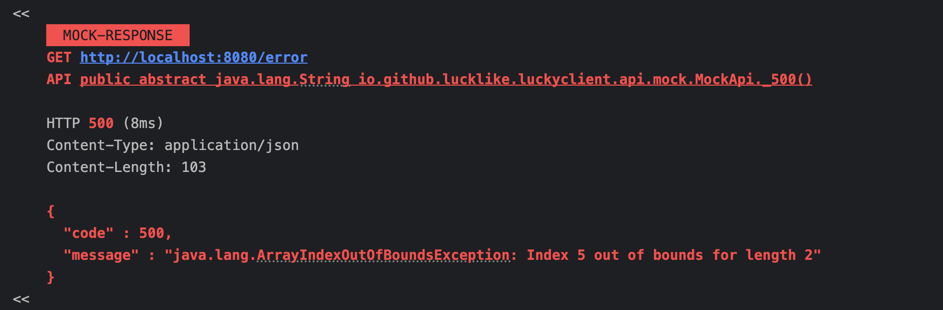 <<
MOCK-RESPONSE
GET http://localhost:8080/error
API public abstract java.lang.String io.github.lucklike.luckyclient.api.mock.MockApi._500()
HTTP 500 (8ms)
Content-Type: application/json
Content-Length: 103
{
"code" : 500,
"message" : "java.lang.ArrayIndexOutOfBoundsException: Index 5 out of bounds for length 2"
}
<<